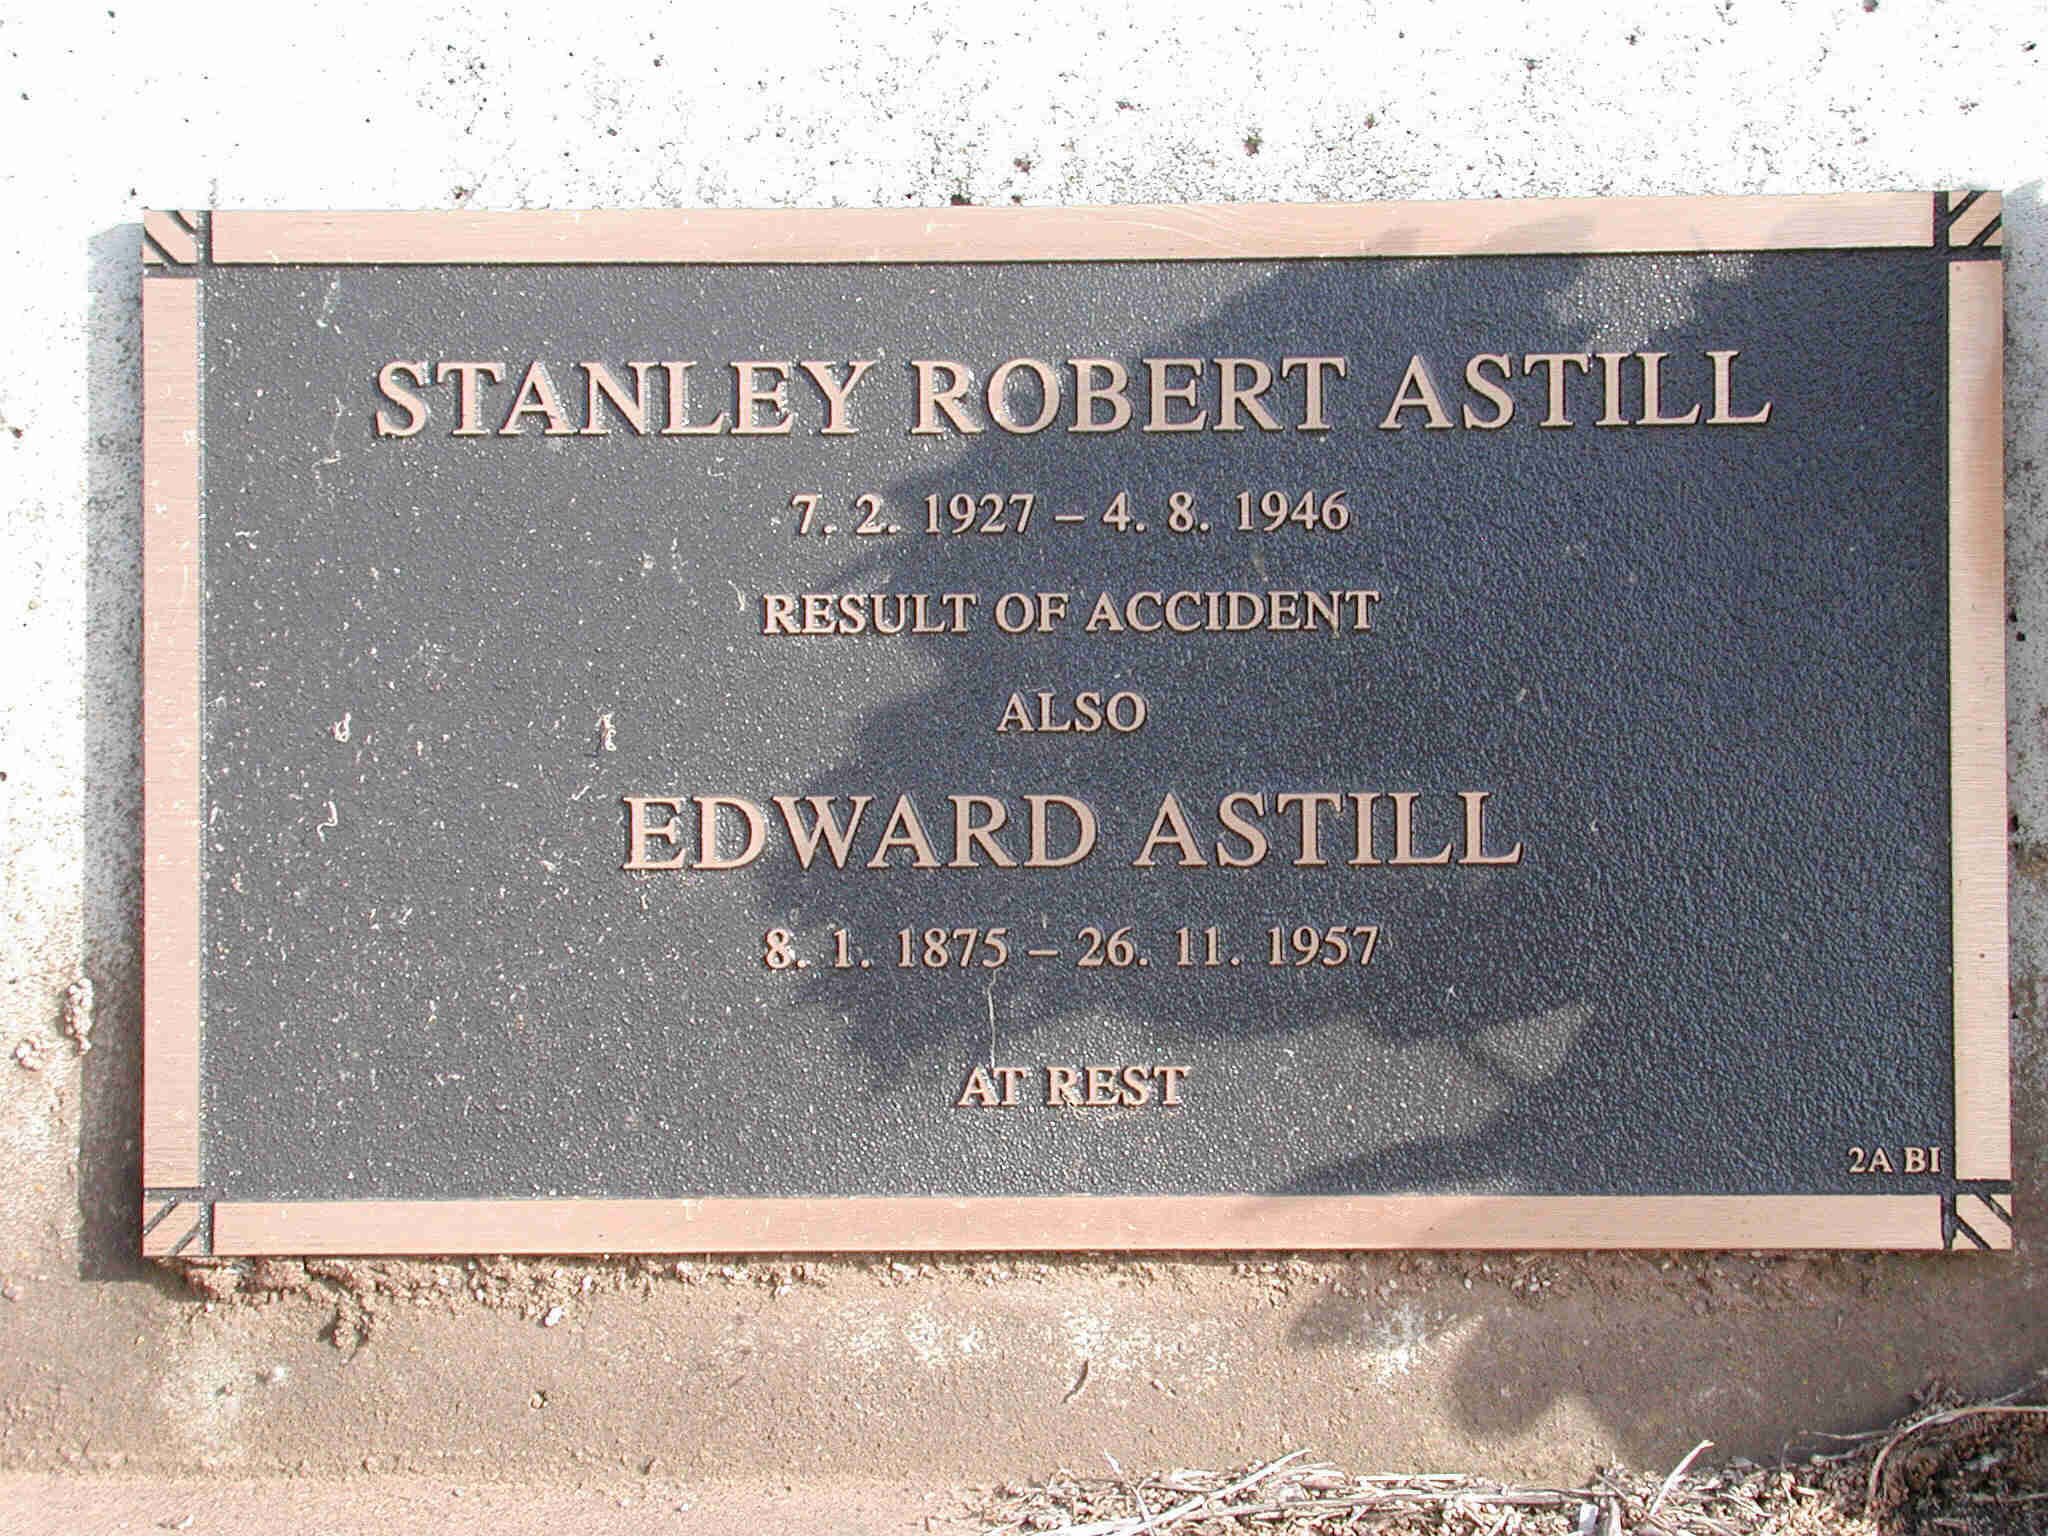 STANLEY ROBERT ASTILL
7. 2. 1927 – 4. 8. 1946
RESULT OF ACCIDENT
ALSO
EDWARD ASTILL
8. 1. 1875 – 26. 11. 1957
AT REST
2A BI